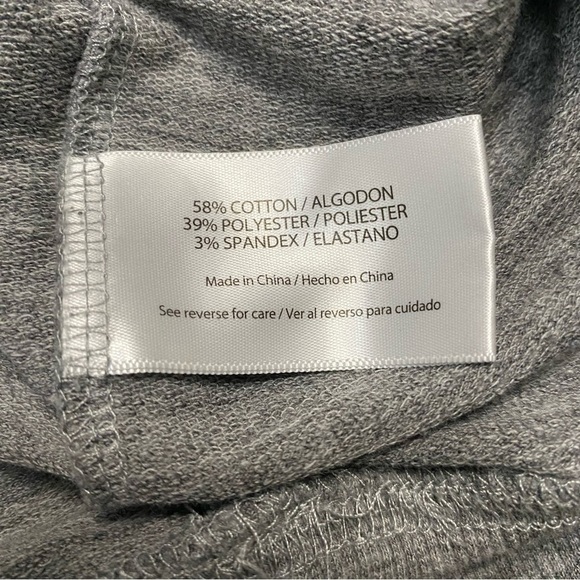 58% COTTON / ALGODON
39% POLYESTER / POLIESTER
3% SPANDEX / ELASTANO
Made in China / Hecho en China
See reverse for care / Ver al reverso para cuidado